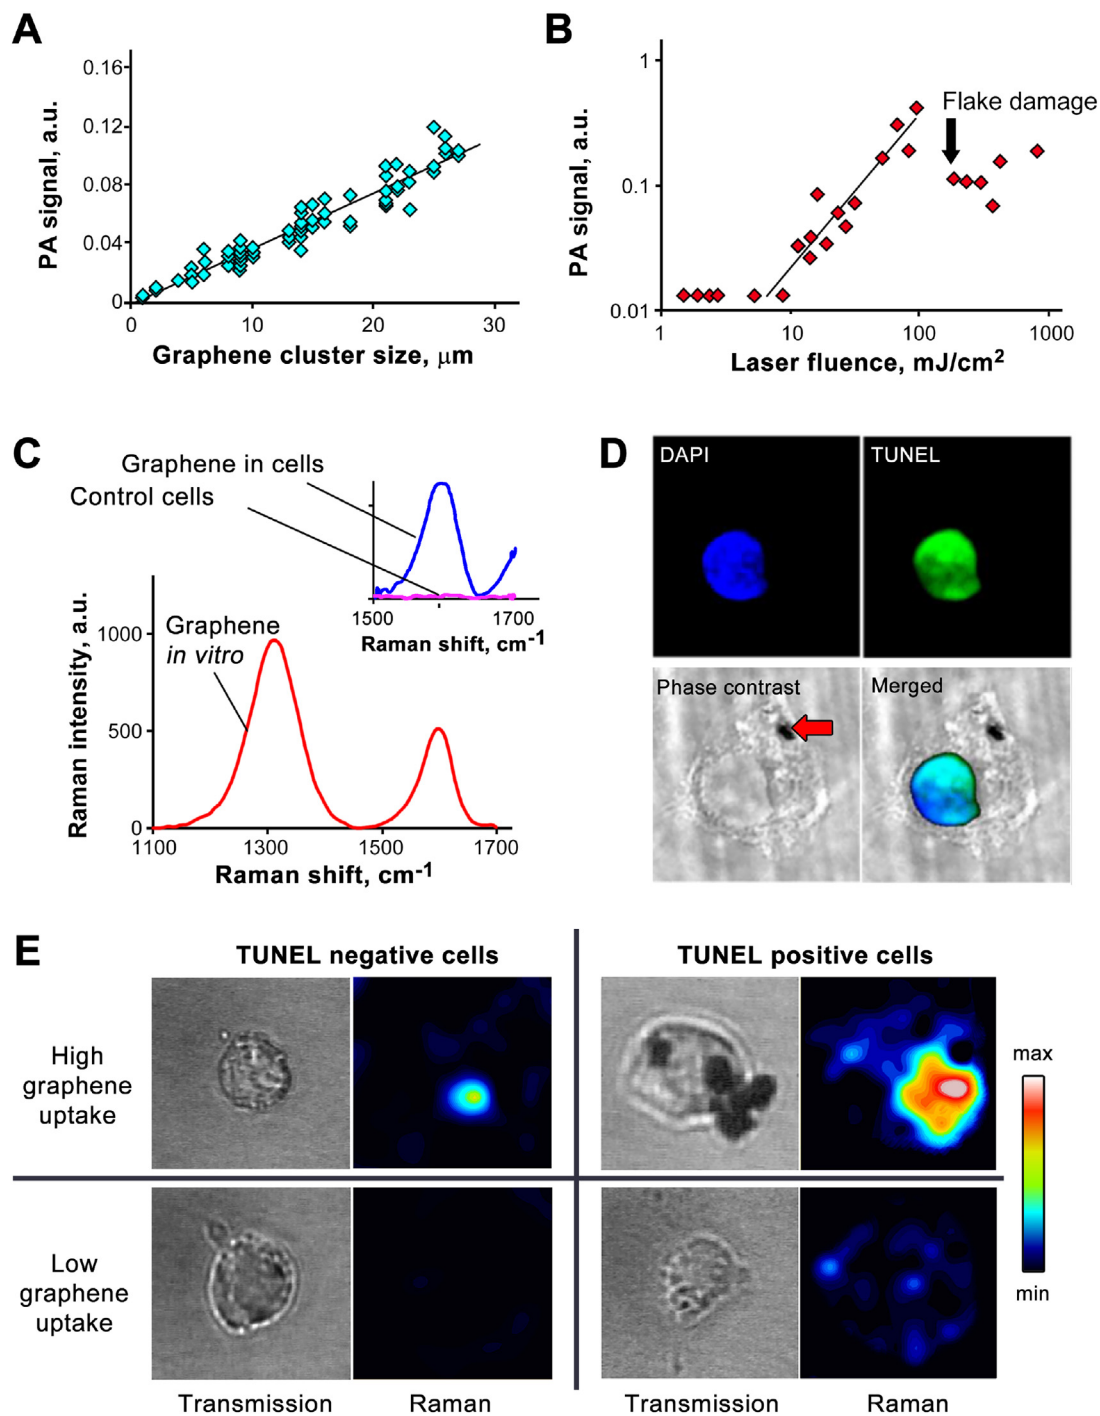 A
PA signal, a.u.
0.16
0.12
0.08
0.04
0
0
10
20
30
Graphene cluster size, μm
B
PA signal, a.u.
1
0.1
0.01
Flake damage
1
10
100
1000
Laser fluence, mJ/cm²
C
Graphene in cells
Control cells
1500
1700
Raman shift, cm-1
Graphene
in vitro
Raman intensity, a.u.
1000
500
0
1100
1300
1500
1700
Raman shift, cm-1
D
DAPI
TUNEL
Phase contrast
Merged
E
TUNEL negative cells
TUNEL positive cells
High
graphene
uptake
max
min
Low
graphene
uptake
Transmission
Raman
Transmission
Raman